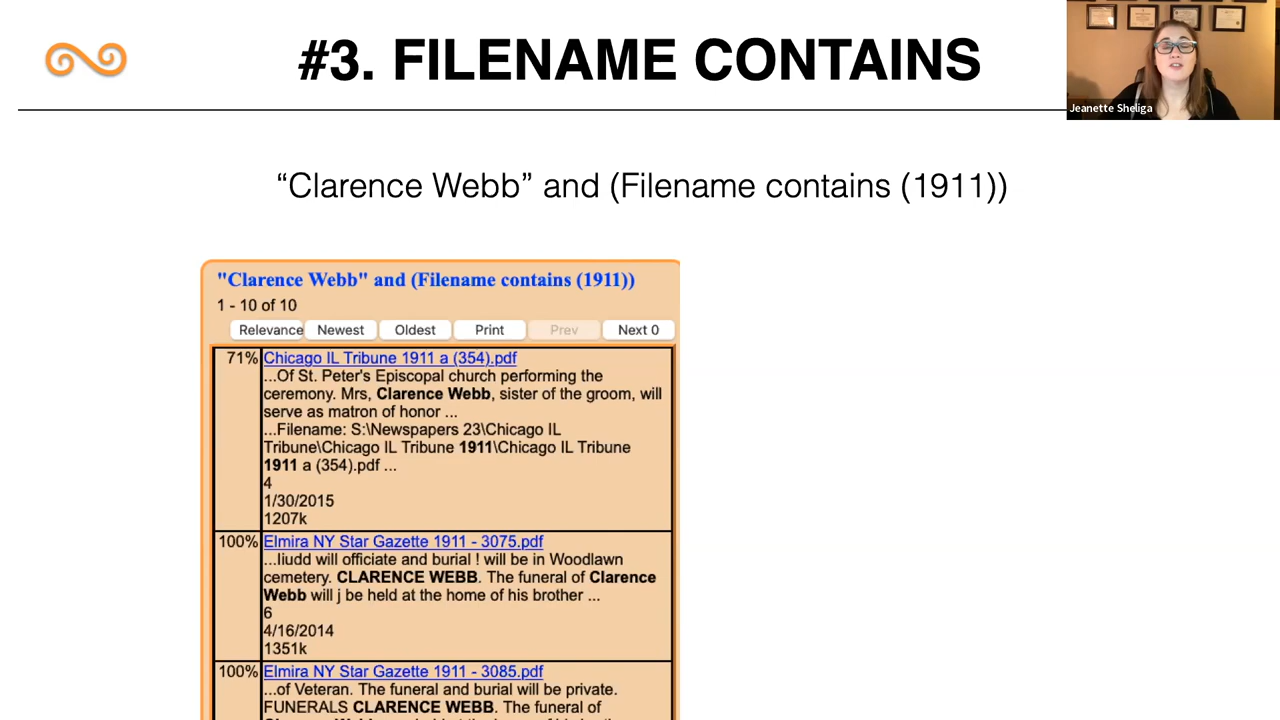 #3. FILENAME CONTAINS
Jeanette Sheliga
“Clarence Webb” and (Filename contains (1911))
"Clarence Webb" and (Filename contains (1911))
1 - 10 of 10
Relevance Newest Oldest Print Prev Next 0
71% Chicago IL Tribune 1911 a (354).pdf
...Of St. Peter's Episcopal church performing the
ceremony. Mrs, Clarence Webb, sister of the groom, will
serve as matron of honor ...
...Filename: S:\Newspapers 23\Chicago IL
Tribune\Chicago IL Tribune 1911\Chicago IL Tribune
1911 a (354).pdf ...
4
1/30/2015
1207k
100% Elmira NY Star Gazette 1911 - 3075.pdf
...liudd will officiate and burial ! will be in Woodlawn
cemetery. CLARENCE WEBB. The funeral of Clarence
Webb will j be held at the home of his brother ...
6
4/16/2014
1351k
100% Elmira NY Star Gazette 1911 - 3085.pdf
...of Veteran. The funeral and burial will be private.
FUNERALS CLARENCE WEBB. The funeral of